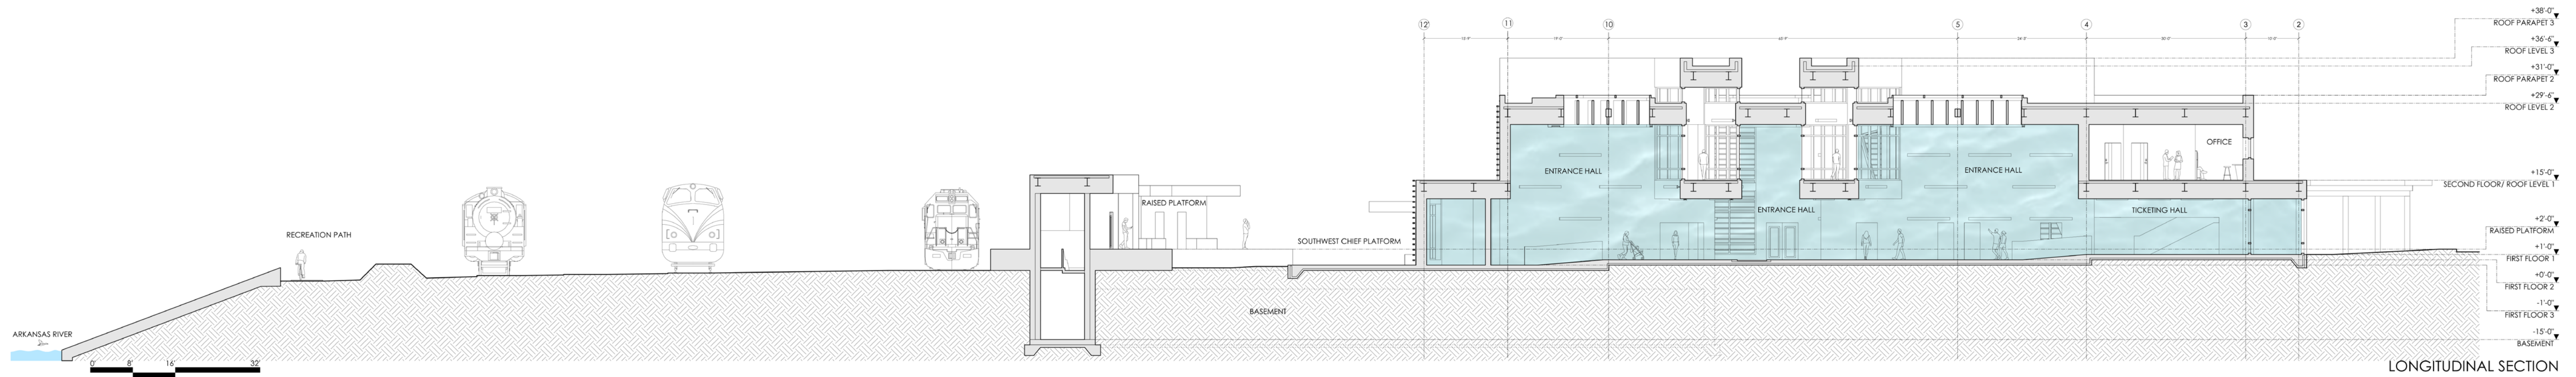 12'
11
10
5
4
3
2
+38'-0"
ROOF PARAPET 3
+36'-6"
ROOF LEVEL 3
+31'-0"
ROOF PARAPET 2
+29'-6"
ROOF LEVEL 2
OFFICE
ENTRANCE HALL
ENTRANCE HALL
+15'-0"
SECOND FLOOR/ ROOF LEVEL 1
RAISED PLATFORM
ENTRANCE HALL
TICKETING HALL
+2'-0"
RAISED PLATFORM
RECREATION PATH
SOUTHWEST CHIEF PLATFORM
+1'-0"
FIRST FLOOR 1
+0'-0"
FIRST FLOOR 2
-1'-0"
FIRST FLOOR 3
BASEMENT
ARKANSAS RIVER
-15'-0"
BASEMENT
0'
8'
16'
32'
LONGITUDINAL SECTION